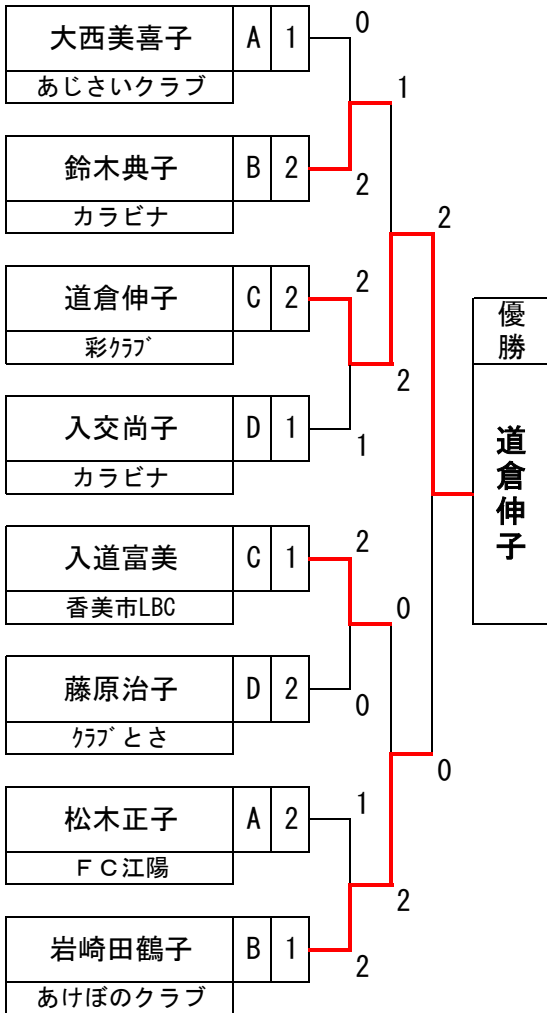 大西美喜子 A 1
あじさいクラブ
0
1
鈴木典子 B 2
カラビナ
2
2
道倉伸子 C 2
彩ｸﾗﾌﾞ
2
2
入交尚子 D 1
カラビナ
1
優勝
道倉伸子
入道富美 C 1
香美市LBC
2
0
藤原治子 D 2
ｸﾗﾌﾞとさ
0
0
松木正子 A 2
ＦＣ江陽
1
2
岩崎田鶴子 B 1
あけぼのクラブ
2